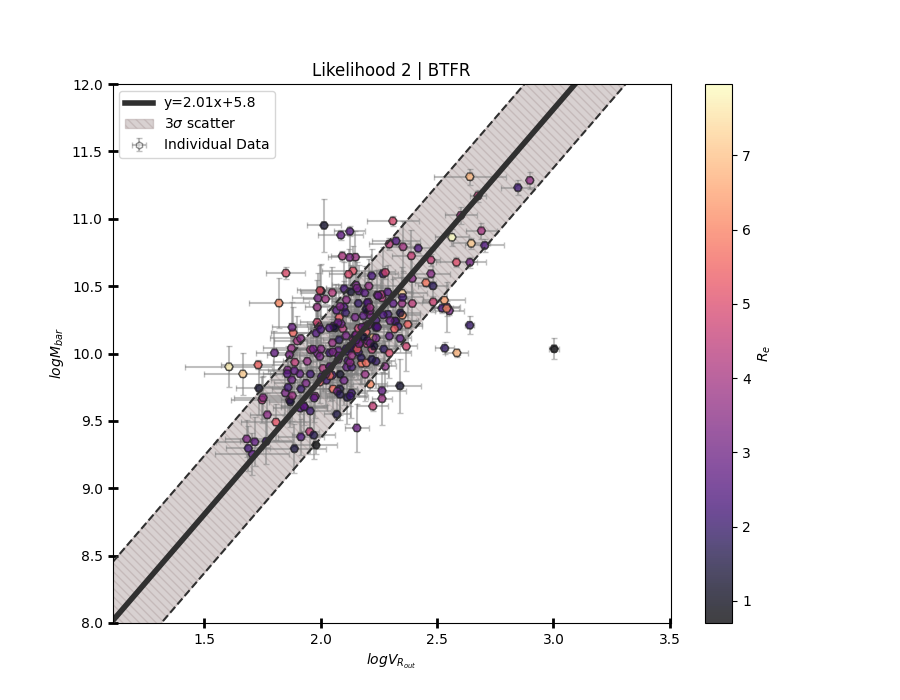 Likelihood 2 | BTFR
y=2.01x+5.8
3σ scatter
Individual Data
12.0
11.5
11.0
10.5
10.0
9.5
9.0
8.5
8.0
logM_bar
1.5 2.0 2.5 3.0 3.5
logV_R_out
7
6
5
4
3
2
1
R_e